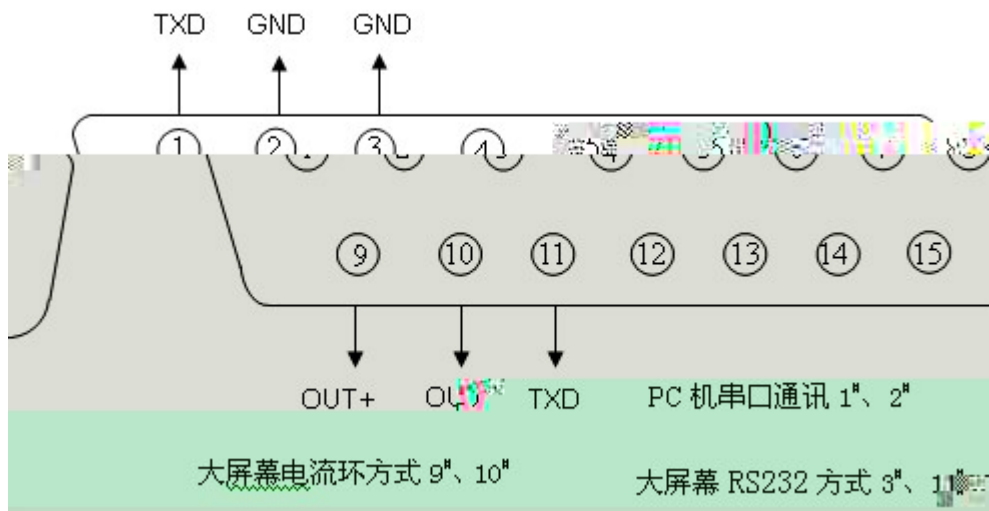 TXD GND GND
① ② ③
⑨ ⑩ ⑪ ⑫ ⑬ ⑭ ⑮
OUT+ TXD PC 机串口通讯 1#、2#
大屏幕电流环方式 9#、10#
大屏幕 RS232 方式 3#、